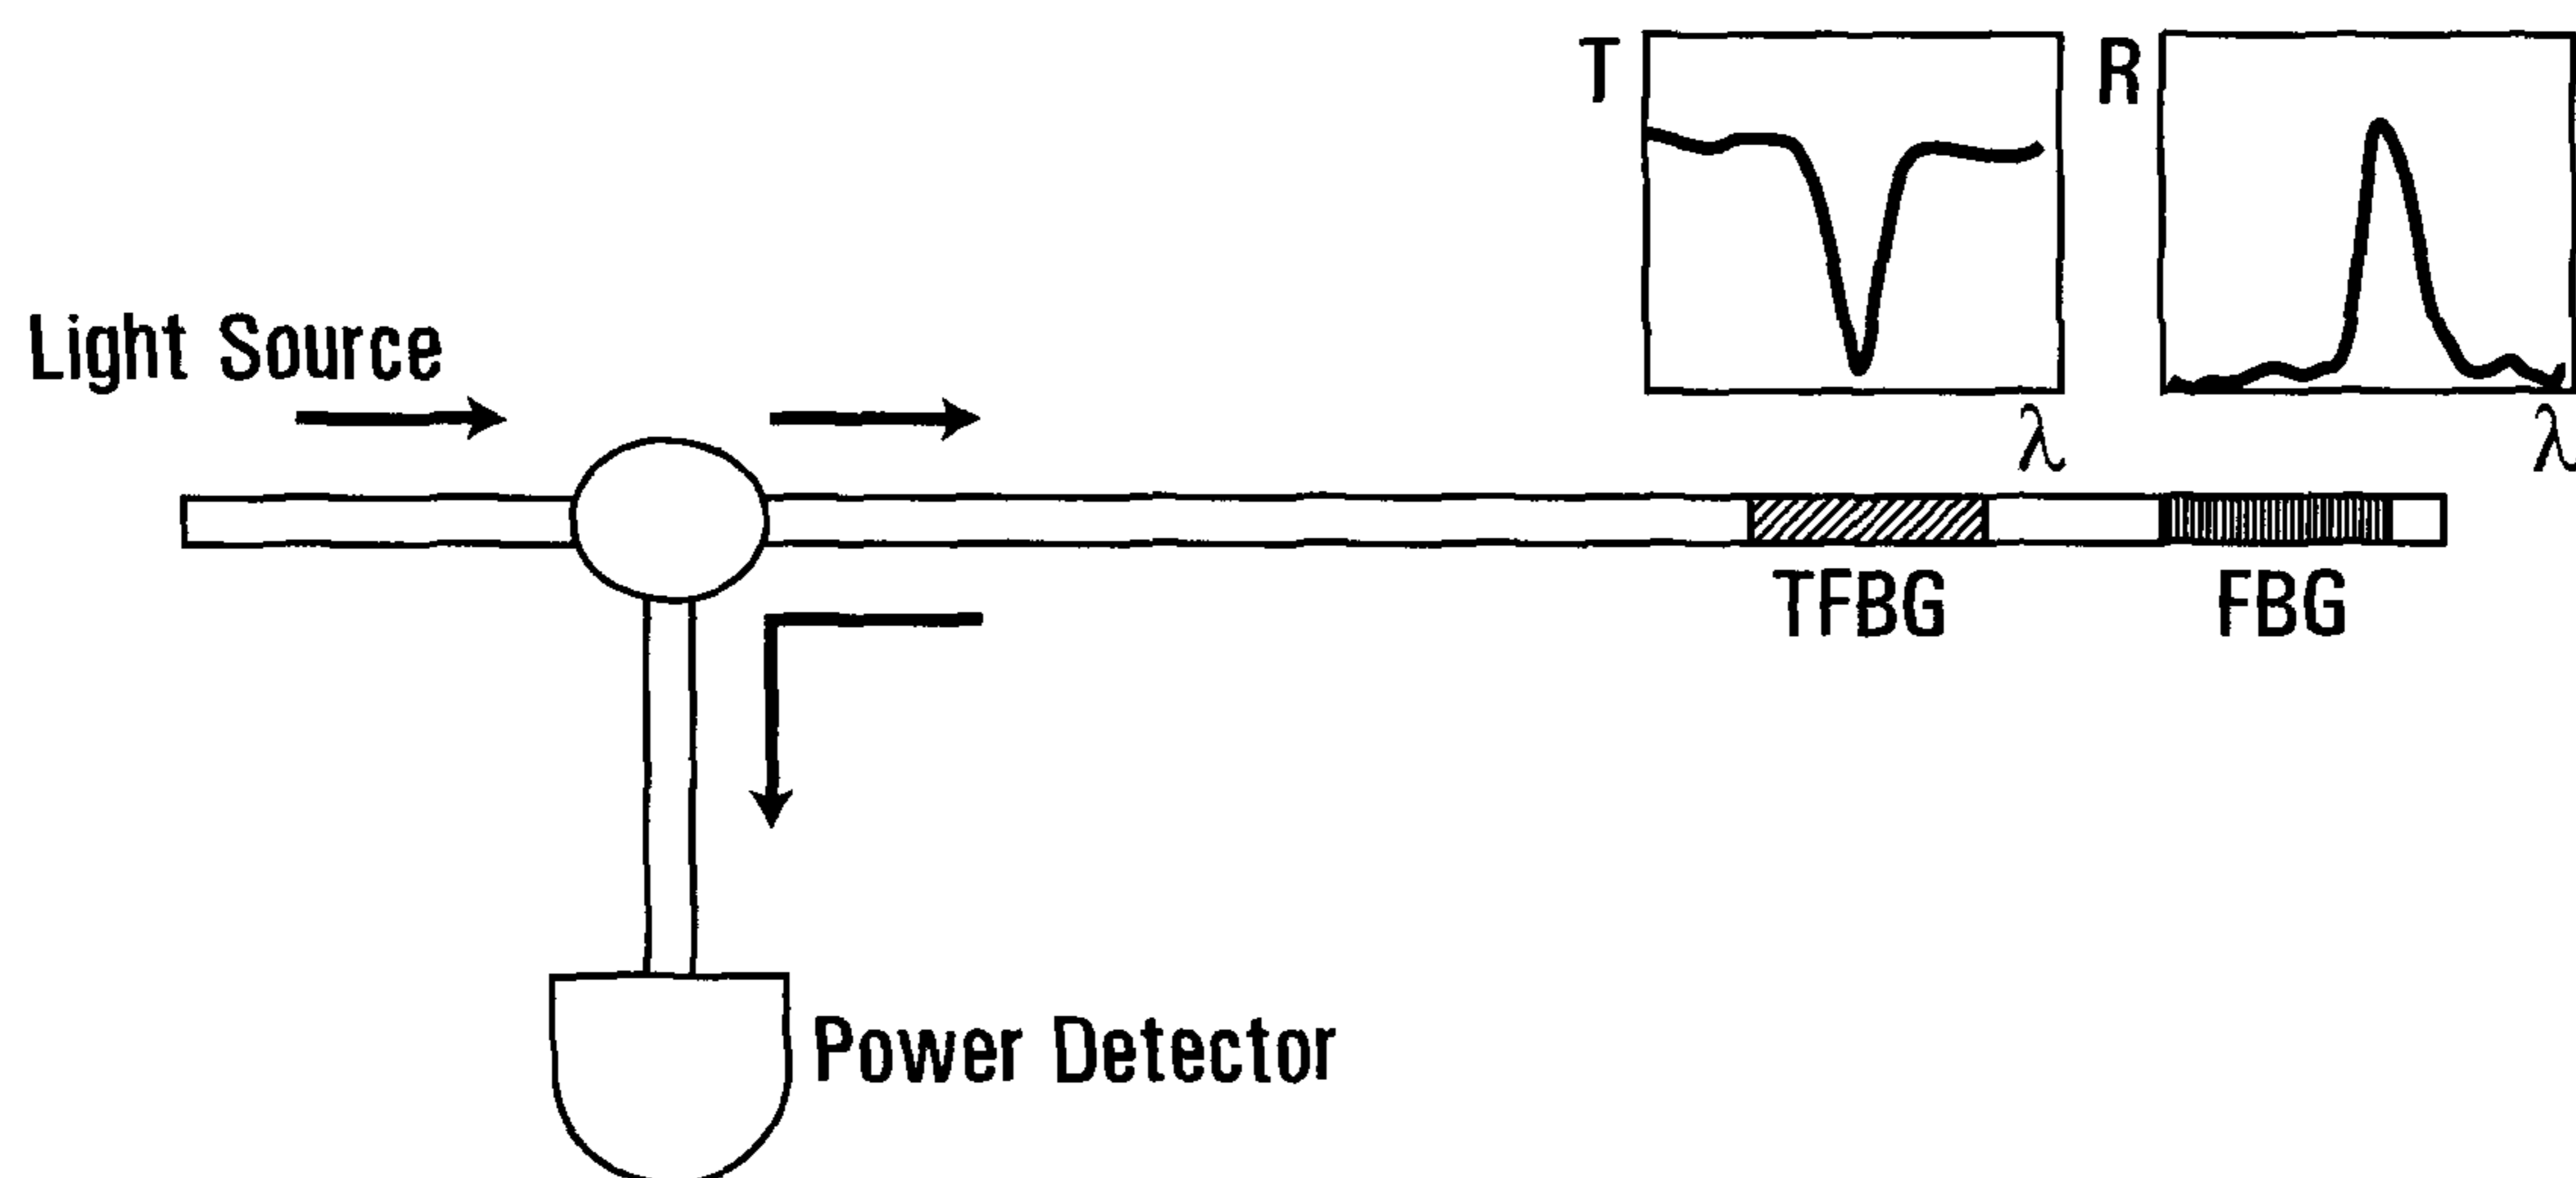 T
R
Light Source
λ
λ
TFBG
FBG
Power Detector